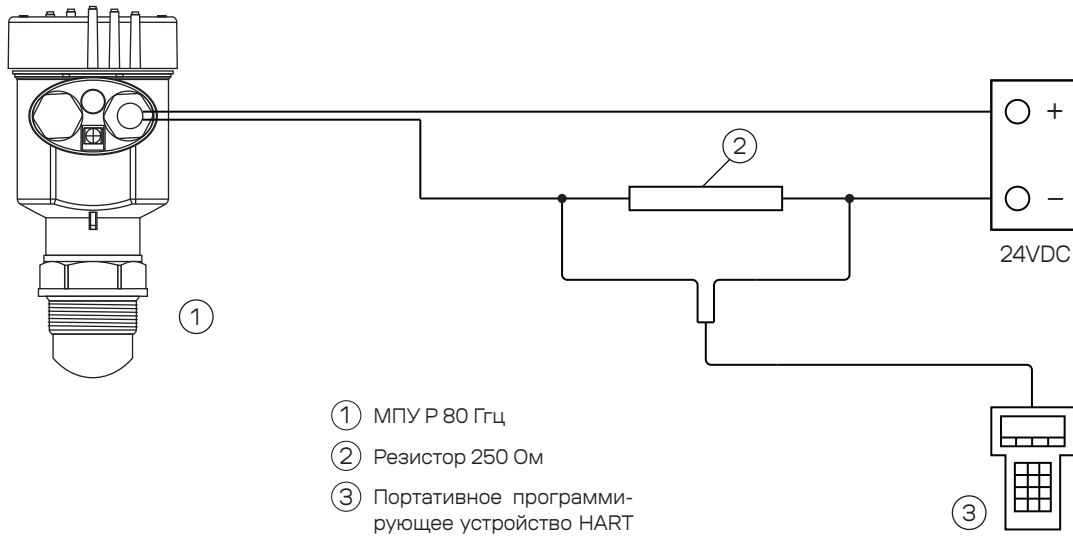 +
2
−
24VDC
1
1 МПУ Р 80 Ггц
2 Резистор 250 Ом
3 Портативное программи-
рующее устройство HART
3